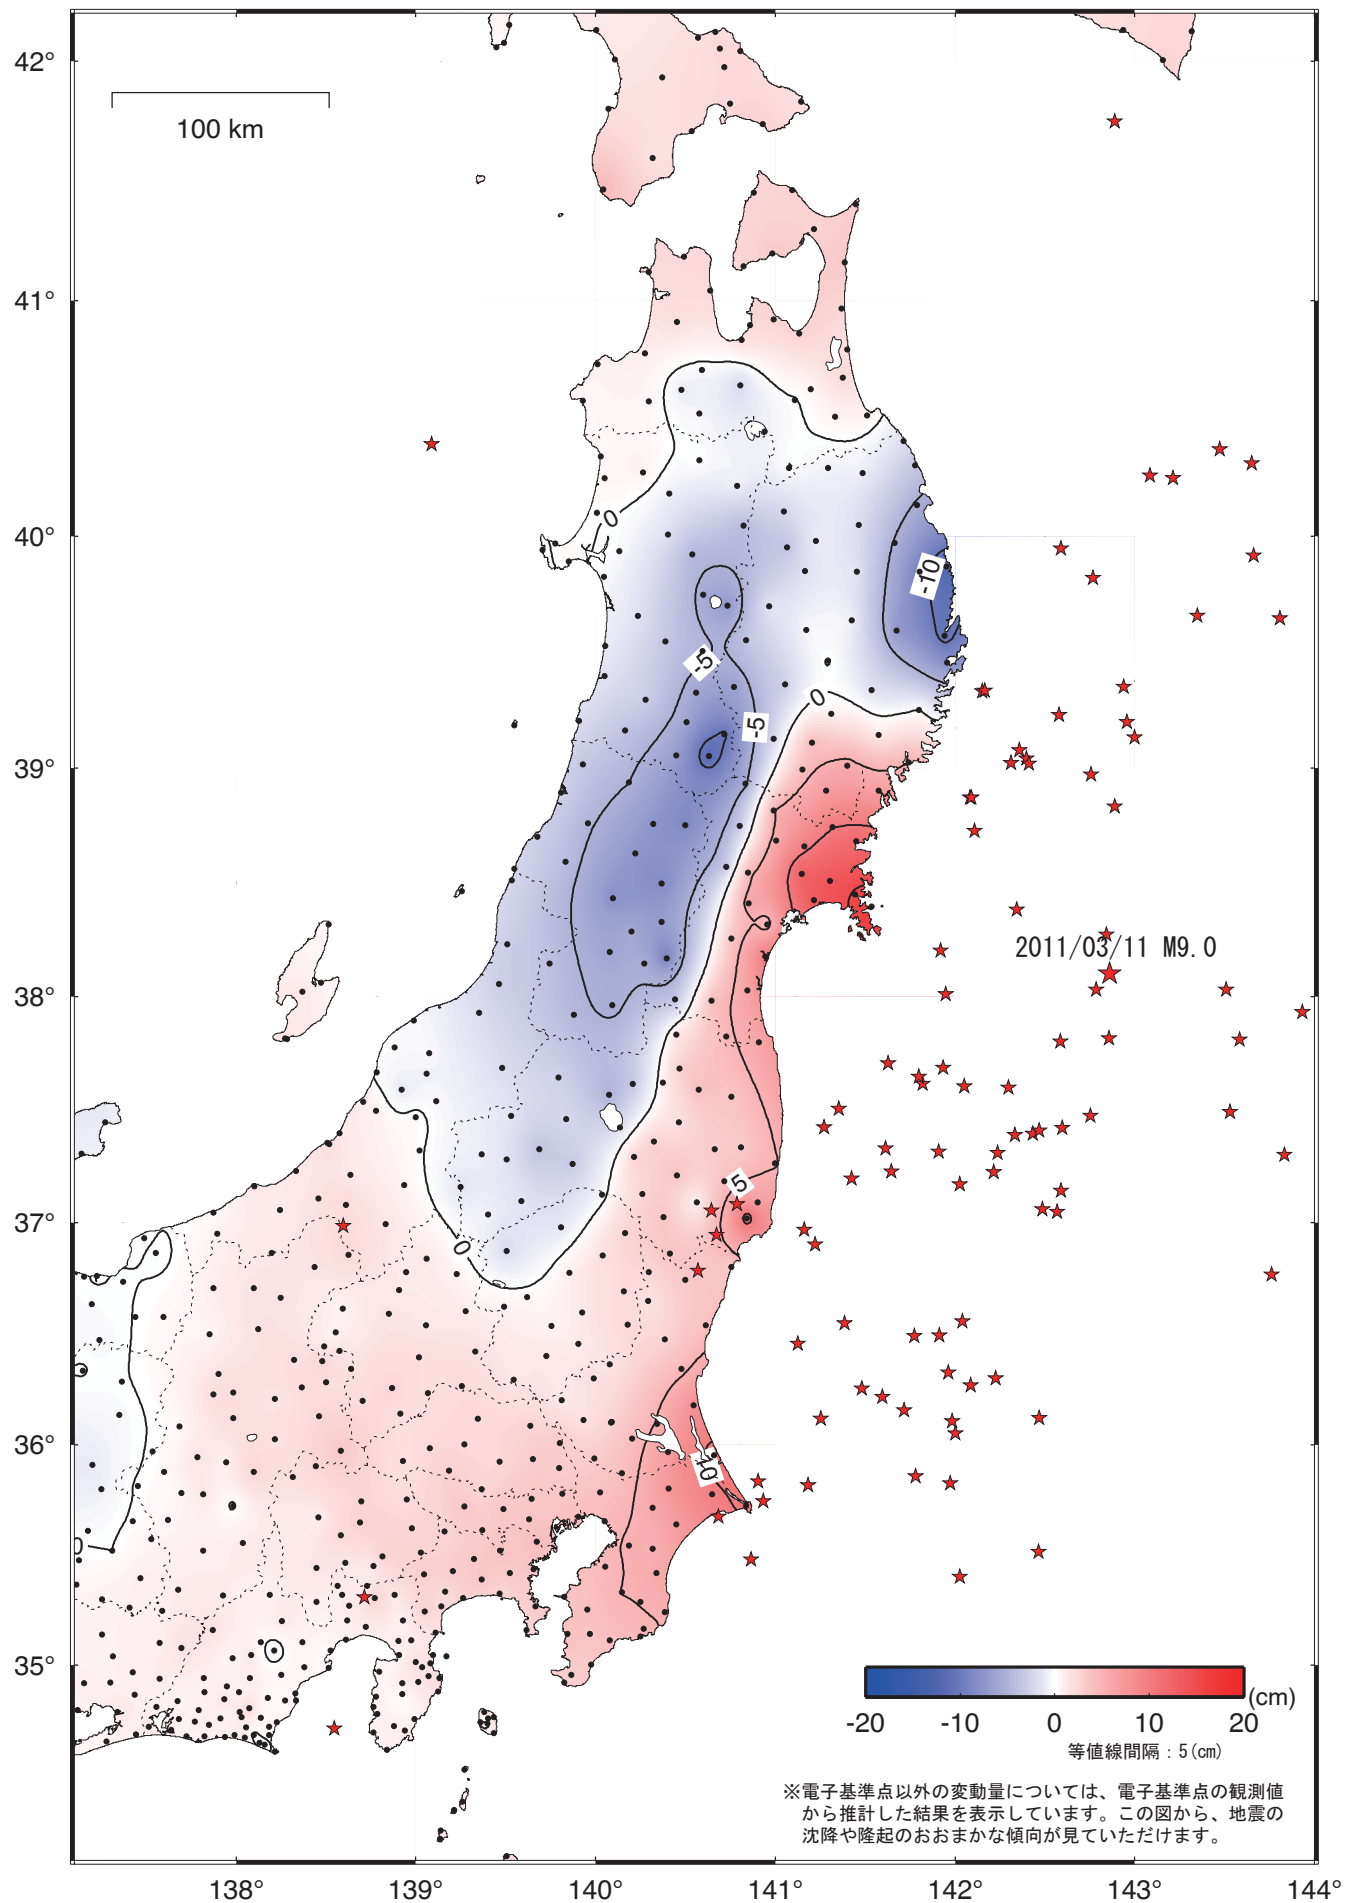 42°
100 km
41°
0
40°
-10
-5
0
-5
39°
2011/03/11 M9.0
38°
5
37°
0
36°
10
0
35°
(cm)
-20 -10 0 10 20
等値線間隔：5(cm)
※電子基準点以外の変動量については、電子基準点の観測値
から推計した結果を表示しています。この図から、地震の
沈降や隆起のおおまかな傾向が見ていただけます。
138° 139° 140° 141° 142° 143° 144°